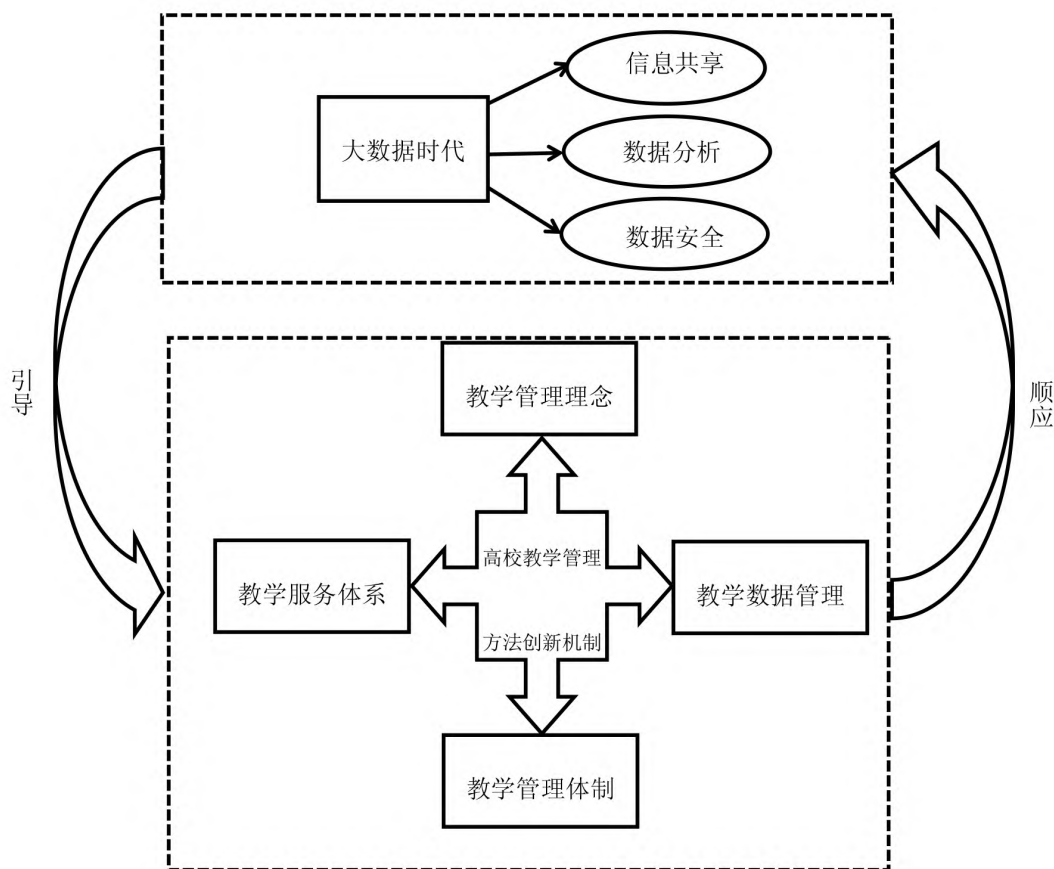 信息共享
大数据时代
数据分析
数据安全
引导
顺应
教学管理理念
高校教学管理
教学服务体系
教学数据管理
方法创新机制
教学管理体制